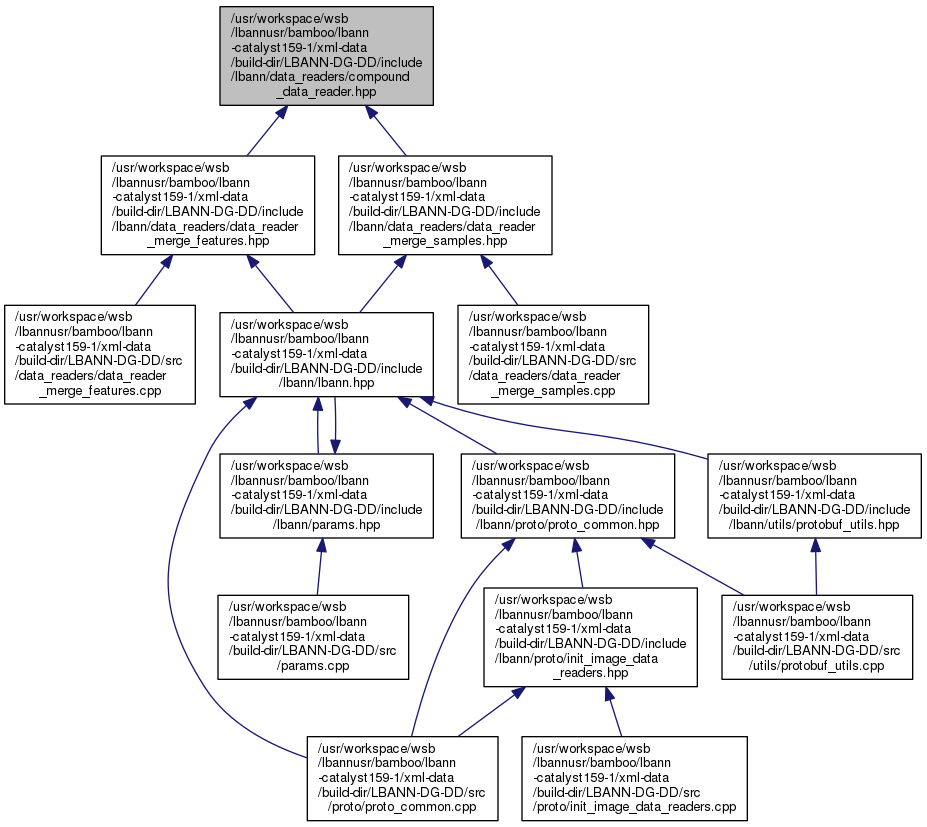 /usr/workspace/wsb
/lbannusr/bamboo/lbann
-catalyst159-1/xml-data
/build-dir/LBANN-DG-DD/include
/lbann/data_readers/compound
_data_reader.hpp
/usr/workspace/wsb
/lbannusr/bamboo/lbann
-catalyst159-1/xml-data
/build-dir/LBANN-DG-DD/include
/lbann/data_readers/data_reader
_merge_features.hpp
/usr/workspace/wsb
/lbannusr/bamboo/lbann
-catalyst159-1/xml-data
/build-dir/LBANN-DG-DD/include
/lbann/data_readers/data_reader
_merge_samples.hpp
/usr/workspace/wsb
/lbannusr/bamboo/lbann
-catalyst159-1/xml-data
/build-dir/LBANN-DG-DD/src
/data_readers/data_reader
_merge_features.cpp
/usr/workspace/wsb
/lbannusr/bamboo/lbann
-catalyst159-1/xml-data
/build-dir/LBANN-DG-DD/include
/lbann/lbann.hpp
/usr/workspace/wsb
/lbannusr/bamboo/lbann
-catalyst159-1/xml-data
/build-dir/LBANN-DG-DD/src
/data_readers/data_reader
_merge_samples.cpp
/usr/workspace/wsb
/lbannusr/bamboo/lbann
-catalyst159-1/xml-data
/build-dir/LBANN-DG-DD/include
/lbann/params.hpp
/usr/workspace/wsb
/lbannusr/bamboo/lbann
-catalyst159-1/xml-data
/build-dir/LBANN-DG-DD/include
/lbann/proto/proto_common.hpp
/usr/workspace/wsb
/lbannusr/bamboo/lbann
-catalyst159-1/xml-data
/build-dir/LBANN-DG-DD/include
/lbann/utils/protobuf_utils.hpp
/usr/workspace/wsb
/lbannusr/bamboo/lbann
-catalyst159-1/xml-data
/build-dir/LBANN-DG-DD/src
/params.cpp
/usr/workspace/wsb
/lbannusr/bamboo/lbann
-catalyst159-1/xml-data
/build-dir/LBANN-DG-DD/include
/lbann/proto/init_image_data
_readers.hpp
/usr/workspace/wsb
/lbannusr/bamboo/lbann
-catalyst159-1/xml-data
/build-dir/LBANN-DG-DD/src
/utils/protobuf_utils.cpp
/usr/workspace/wsb
/lbannusr/bamboo/lbann
-catalyst159-1/xml-data
/build-dir/LBANN-DG-DD/src
/proto/proto_common.cpp
/usr/workspace/wsb
/lbannusr/bamboo/lbann
-catalyst159-1/xml-data
/build-dir/LBANN-DG-DD/src
/proto/init_image_data_readers.cpp